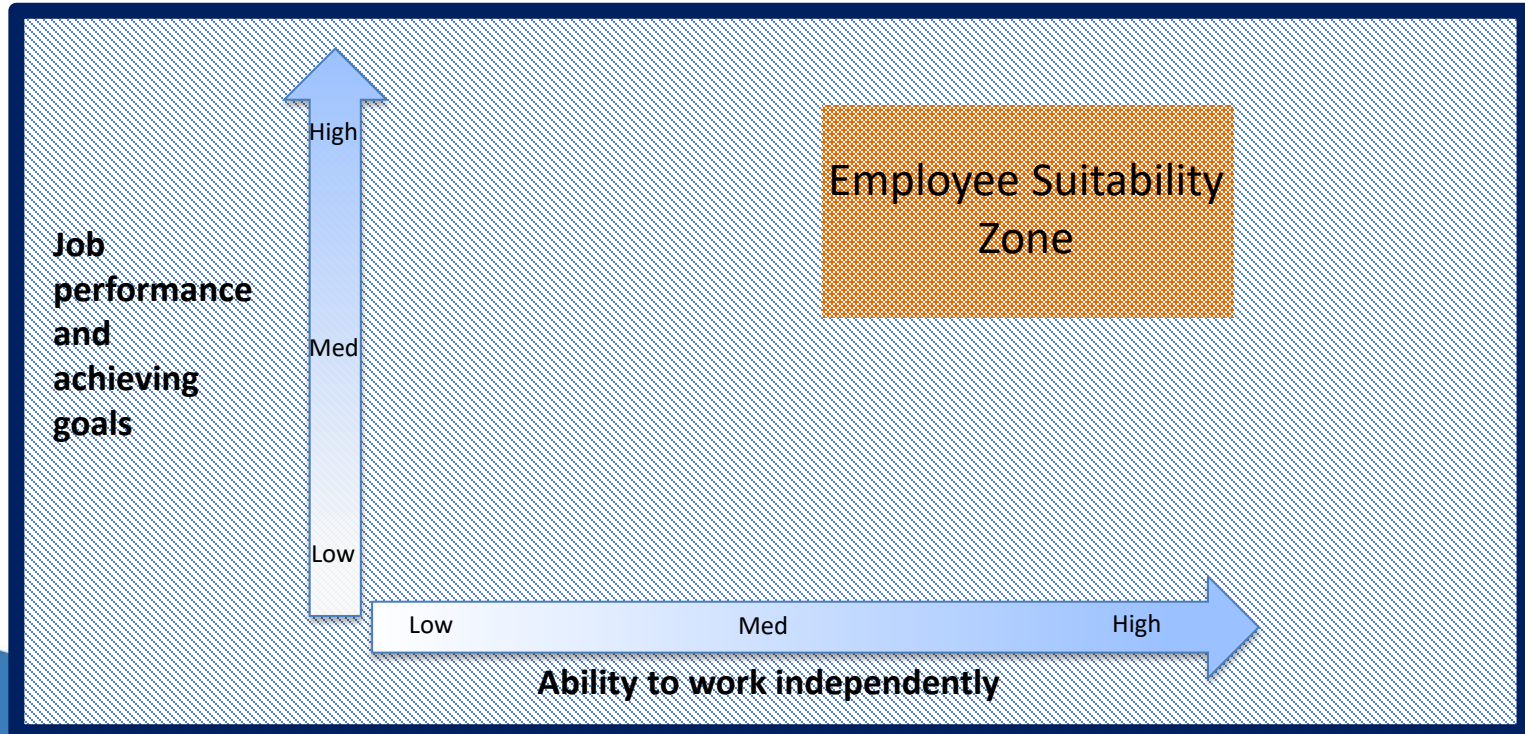 High
Employee Suitability
Zone
Job
performance
and
achieving
goals
Med
Low
Low Med High
Ability to work independently